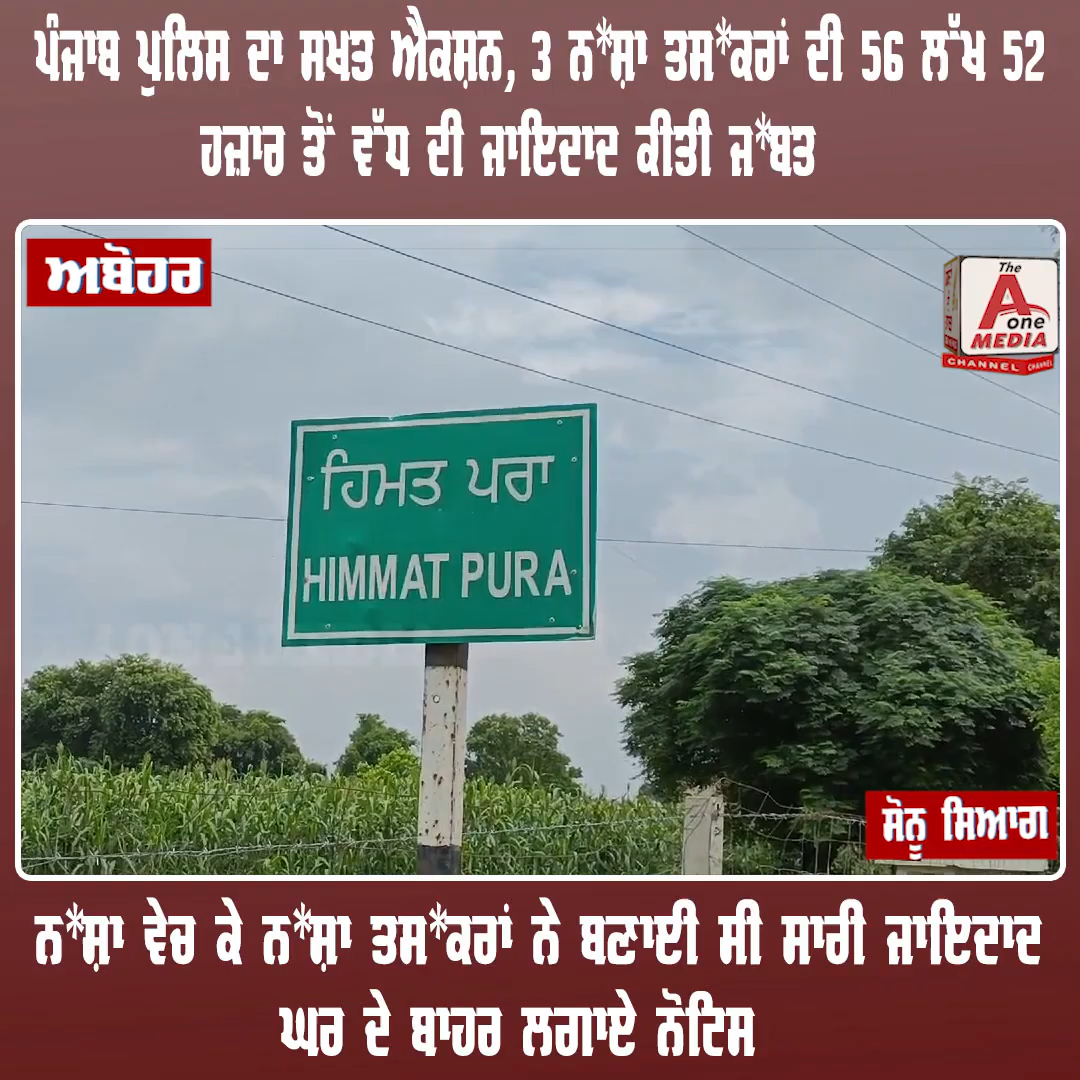 ਪੰਜਾਬ ਪੁਲਿਸ ਦਾ ਸਖਤ ਐਕਸ਼ਨ, 3 ਨ*ਸ਼ਾ ਤਸ*ਕਰਾਂ ਦੀ 56 ਲੱਖ 52
ਹਜ਼ਾਰ ਤੋਂ ਵੱਧ ਦੀ ਜਾਇਦਾਦ ਕੀਤੀ ਜ*ਬਤ
ਅਬੋਹਰ
The
A
one
MEDIA
CHANNEL CHANNEL
ਹਿਮਤ ਪਰਾ
HIMMAT PURA
ਸੋਨੂ ਸਿਆਗ
ਨ*ਸ਼ਾ ਵੇਚ ਕੇ ਨ*ਸ਼ਾ ਤਸ*ਕਰਾਂ ਨੇ ਬਣਾਈ ਸੀ ਸਾਰੀ ਜਾਇਦਾਦ
ਘਰ ਦੇ ਬਾਹਰ ਲਗਾਏ ਨੋਟਿਸ